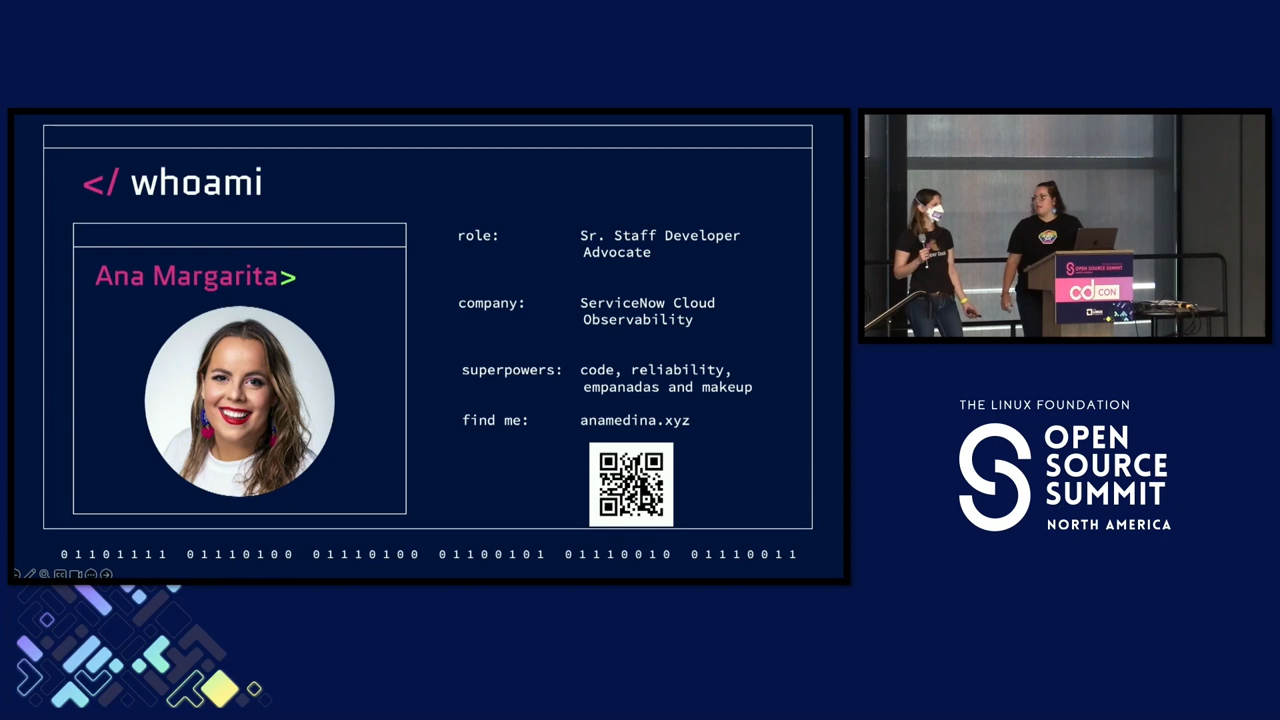 </ whoami
Ana Margarita>
role: Sr. Staff Developer
Advocate
company: ServiceNow Cloud
Observability
superpowers: code, reliability,
empanadas and makeup
find me: anamedina.xyz
01101111 01110100 01110100 01100101 01110010 01110011
OPEN SOURCE SUMMIT
cd CON
THE LINUX FOUNDATION
OPEN
SOURCE
SUMMIT
NORTH AMERICA